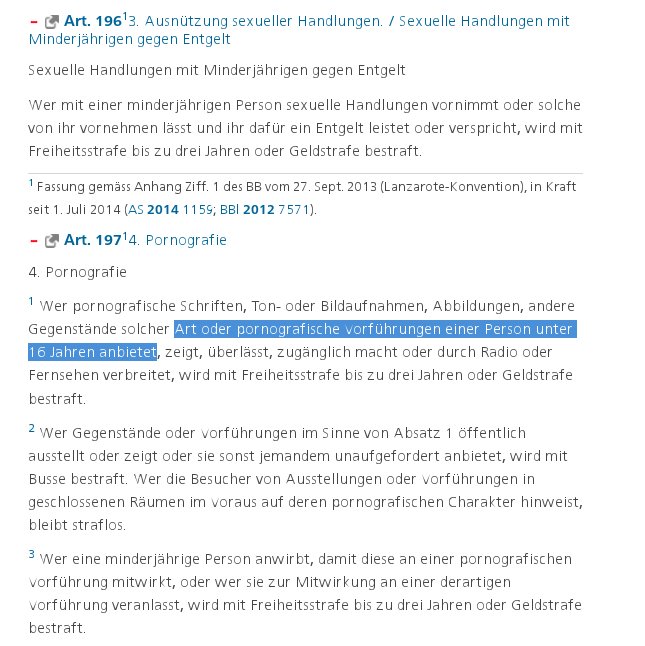 – Art. 196¹3. Ausnützung sexueller Handlungen. / Sexuelle Handlungen mit
Minderjährigen gegen Entgelt
Sexuelle Handlungen mit Minderjährigen gegen Entgelt
Wer mit einer minderjährigen Person sexuelle Handlungen vornimmt oder solche
von ihr vornehmen lässt und ihr dafür ein Entgelt leistet oder verspricht, wird mit
Freiheitsstrafe bis zu drei Jahren oder Geldstrafe bestraft.
¹ Fassung gemäss Anhang Ziff. 1 des BB vom 27. Sept. 2013 (Lanzarote-Konvention), in Kraft
seit 1. Juli 2014 (AS 2014 1159; BBl 2012 7571).
– Art. 197¹4. Pornografie
4. Pornografie
¹ Wer pornografische Schriften, Ton- oder Bildaufnahmen, Abbildungen, andere
Gegenstände solcher Art oder pornografische Vorführungen einer Person unter
16 Jahren anbietet, zeigt, überlässt, zugänglich macht oder durch Radio oder
Fernsehen verbreitet, wird mit Freiheitsstrafe bis zu drei Jahren oder Geldstrafe
bestraft.
² Wer Gegenstände oder Vorführungen im Sinne von Absatz 1 öffentlich
ausstellt oder zeigt oder sie sonst jemandem unaufgefordert anbietet, wird mit
Busse bestraft. Wer die Besucher von Ausstellungen oder Vorführungen in
geschlossenen Räumen im voraus auf deren pornografischen Charakter hinweist,
bleibt straflos.
³ Wer eine minderjährige Person anwirbt, damit diese an einer pornografischen
Vorführung mitwirkt, oder wer sie zur Mitwirkung an einer derartigen
Vorführung veranlasst, wird mit Freiheitsstrafe bis zu drei Jahren oder Geldstrafe
bestraft.